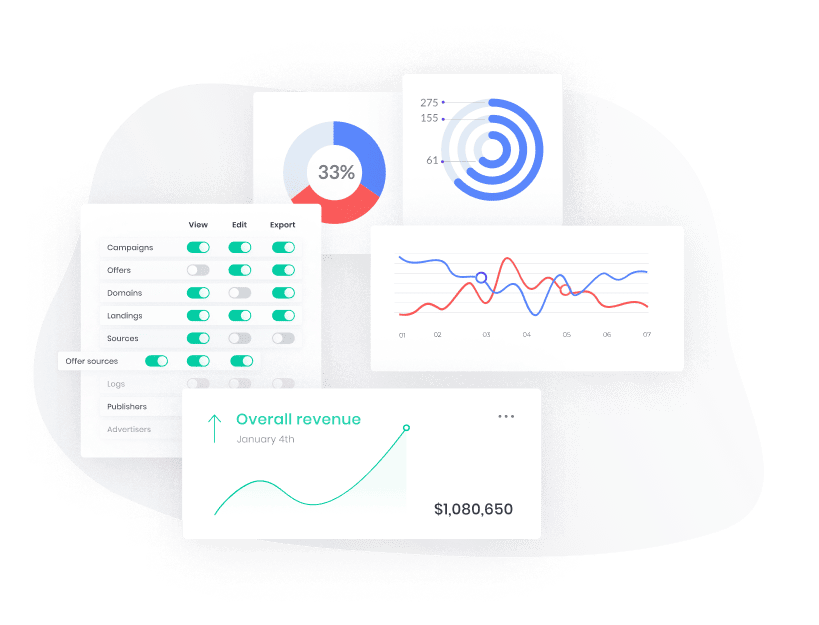 275
155
61
33%
View Edit Export
Campaigns
Offers
Domains
Landings
Sources
Offer sources
Logs
Publishers
Advertisers
01 02 03 04 05 06 07
Overall revenue
January 4th
$1,080,650